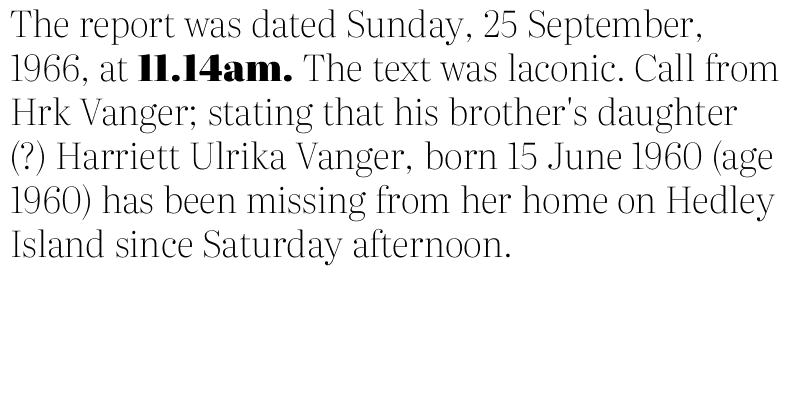 The report was dated Sunday, 25 September,
1966, at 11.14am. The text was laconic. Call from
Hrk Vanger; stating that his brother's daughter
(?) Harriett Ulrika Vanger, born 15 June 1960 (age
1960) has been missing from her home on Hedley
Island since Saturday afternoon.